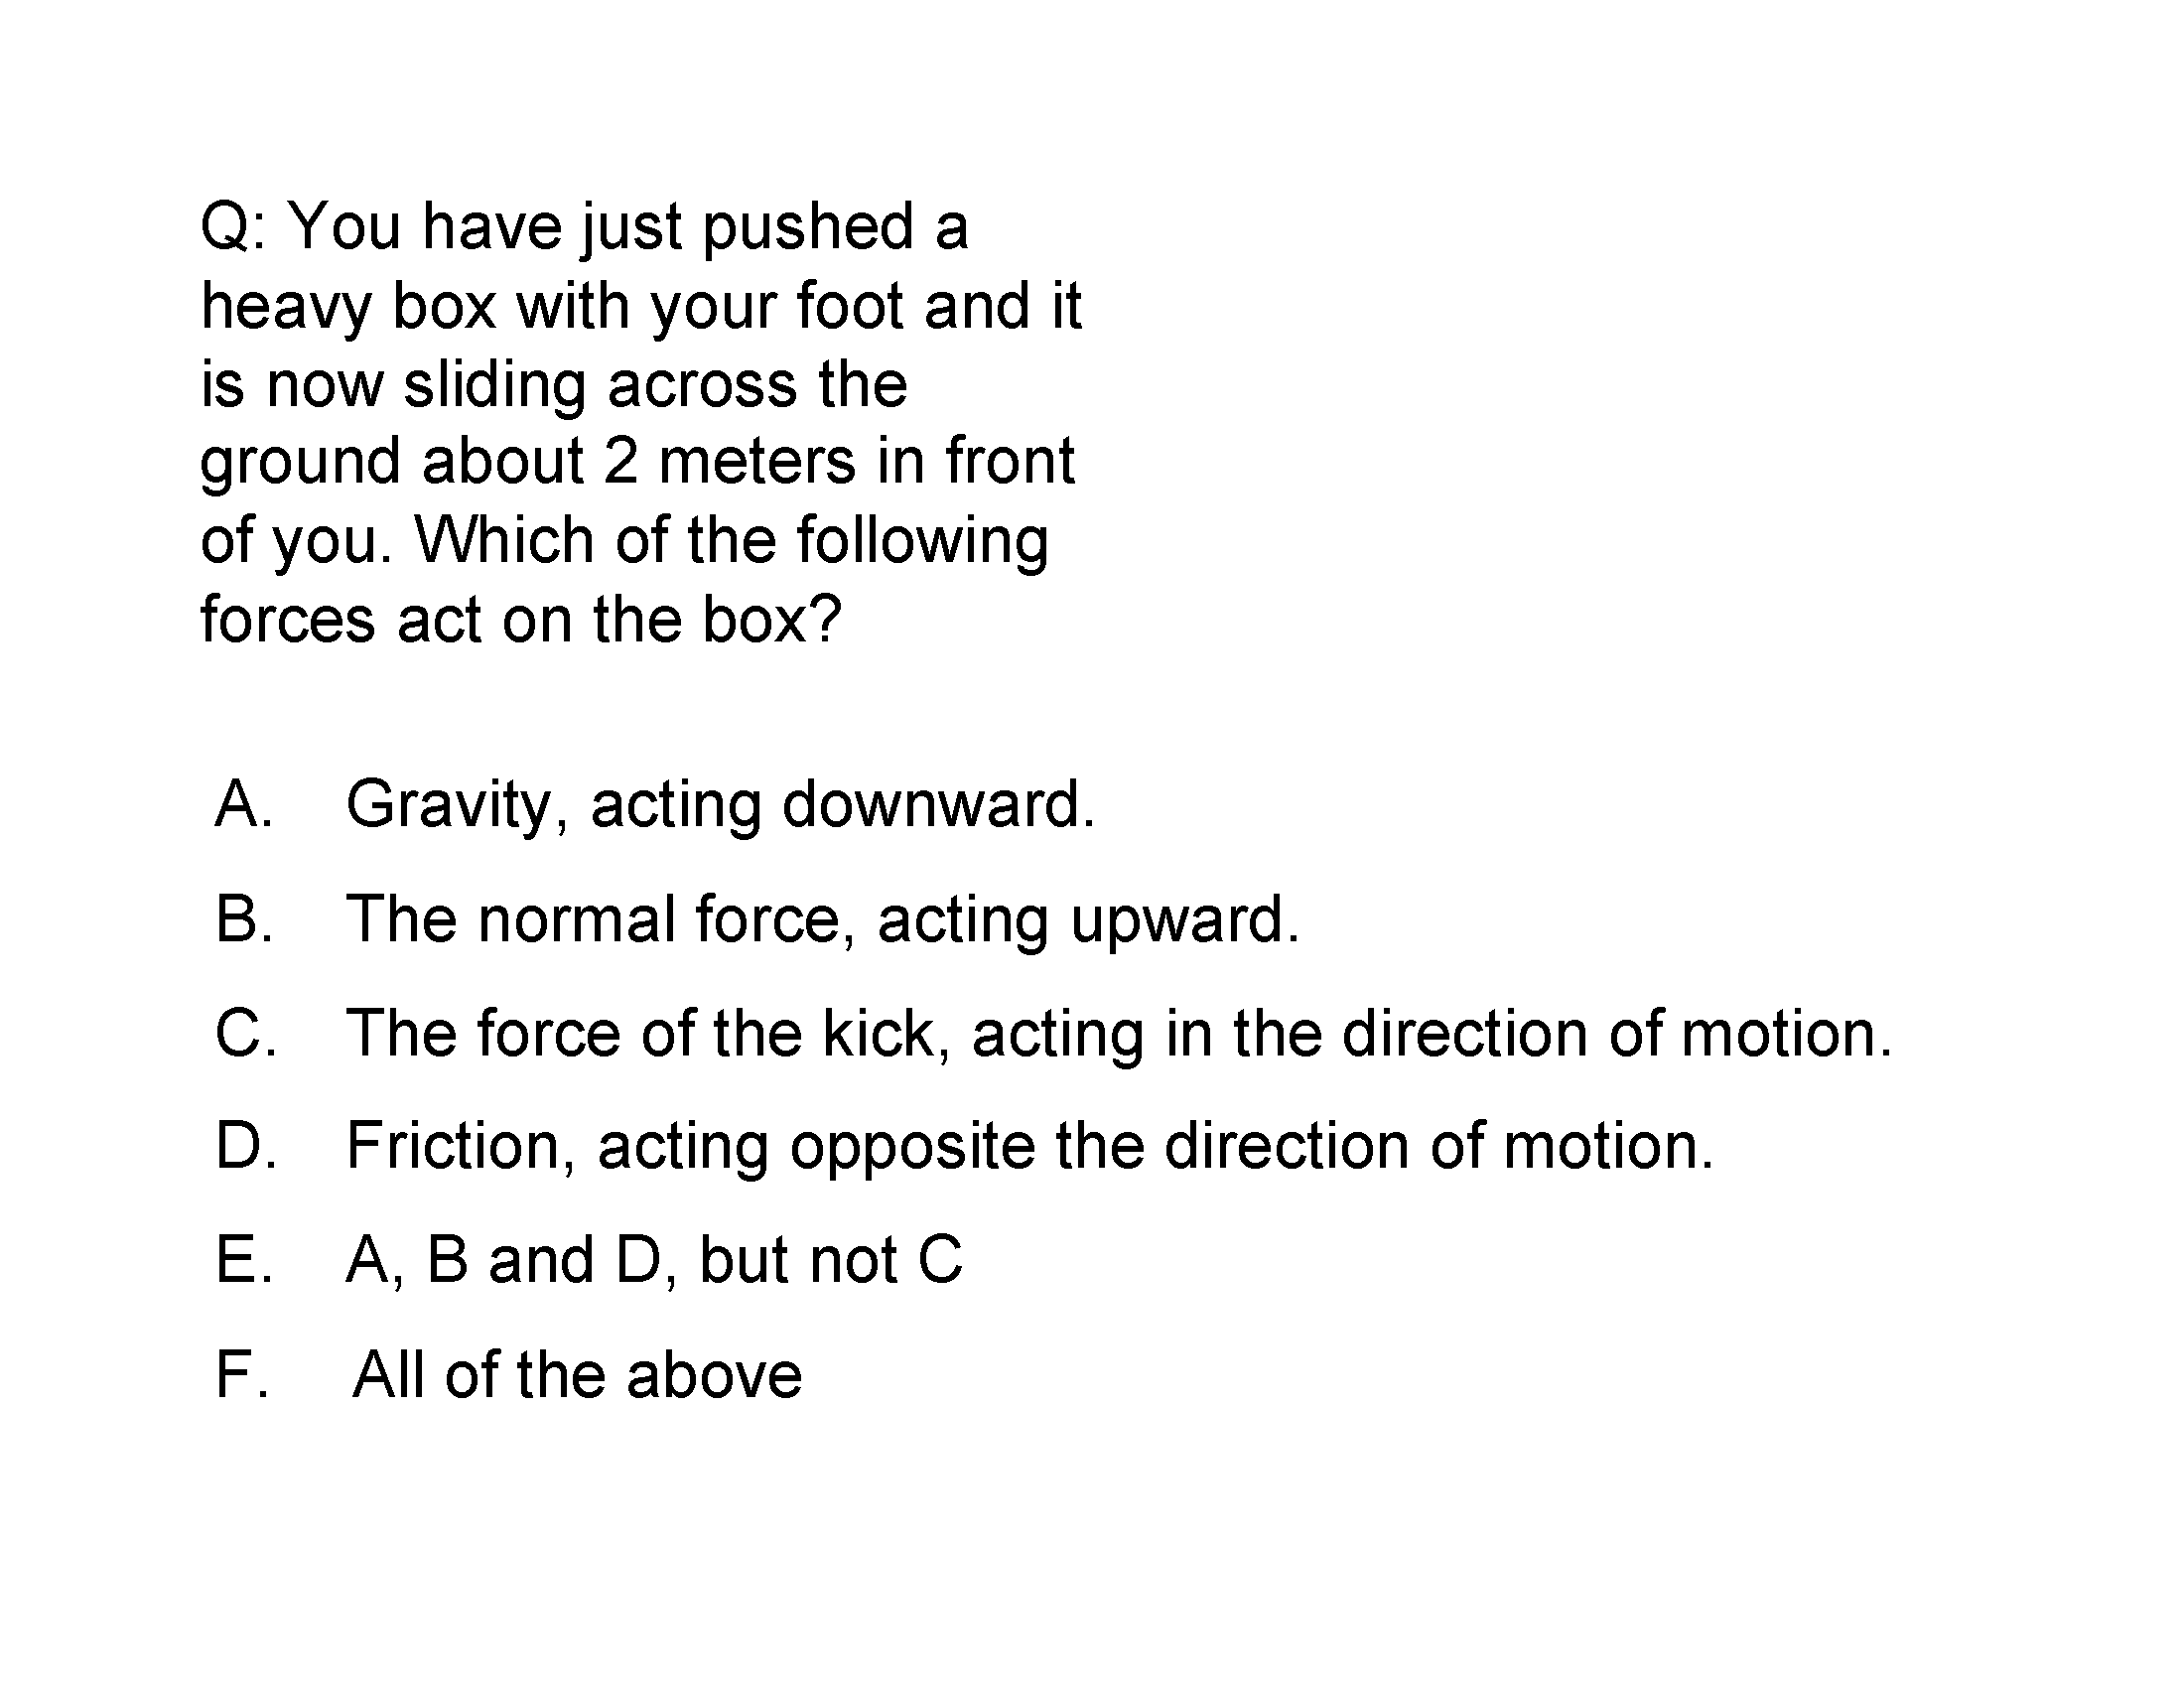 Q: You have just pushed a
heavy box with your foot and it
is now sliding across the
ground about 2 meters in front
of you. Which of the following
forces act on the box?
A. Gravity, acting downward.
B. The normal force, acting upward.
C. The force of the kick, acting in the direction of motion.
D. Friction, acting opposite the direction of motion.
E. A, B and D, but not C
F. All of the above